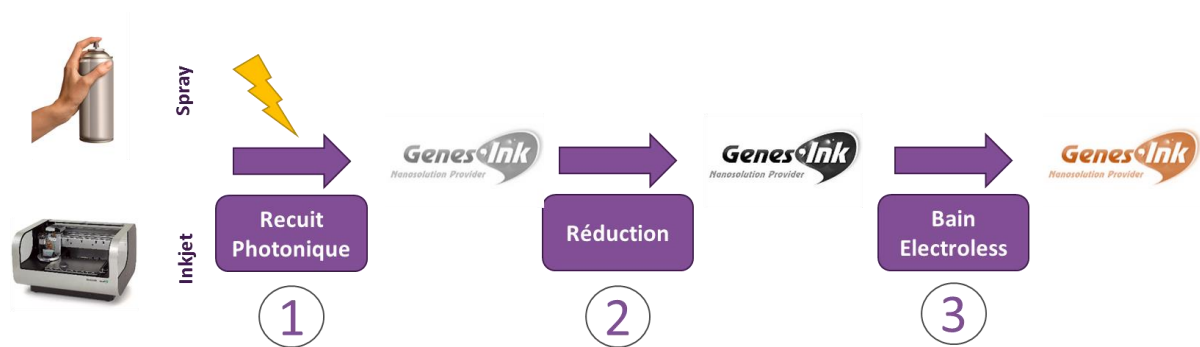 Spray
Inkjet
Recuit
Photonique
1
Genes'Ink
Nanosolution Provider
Réduction
2
Genes'Ink
Nanosolution Provider
Bain
Electroless
3
Genes'Ink
Nanosolution Provider